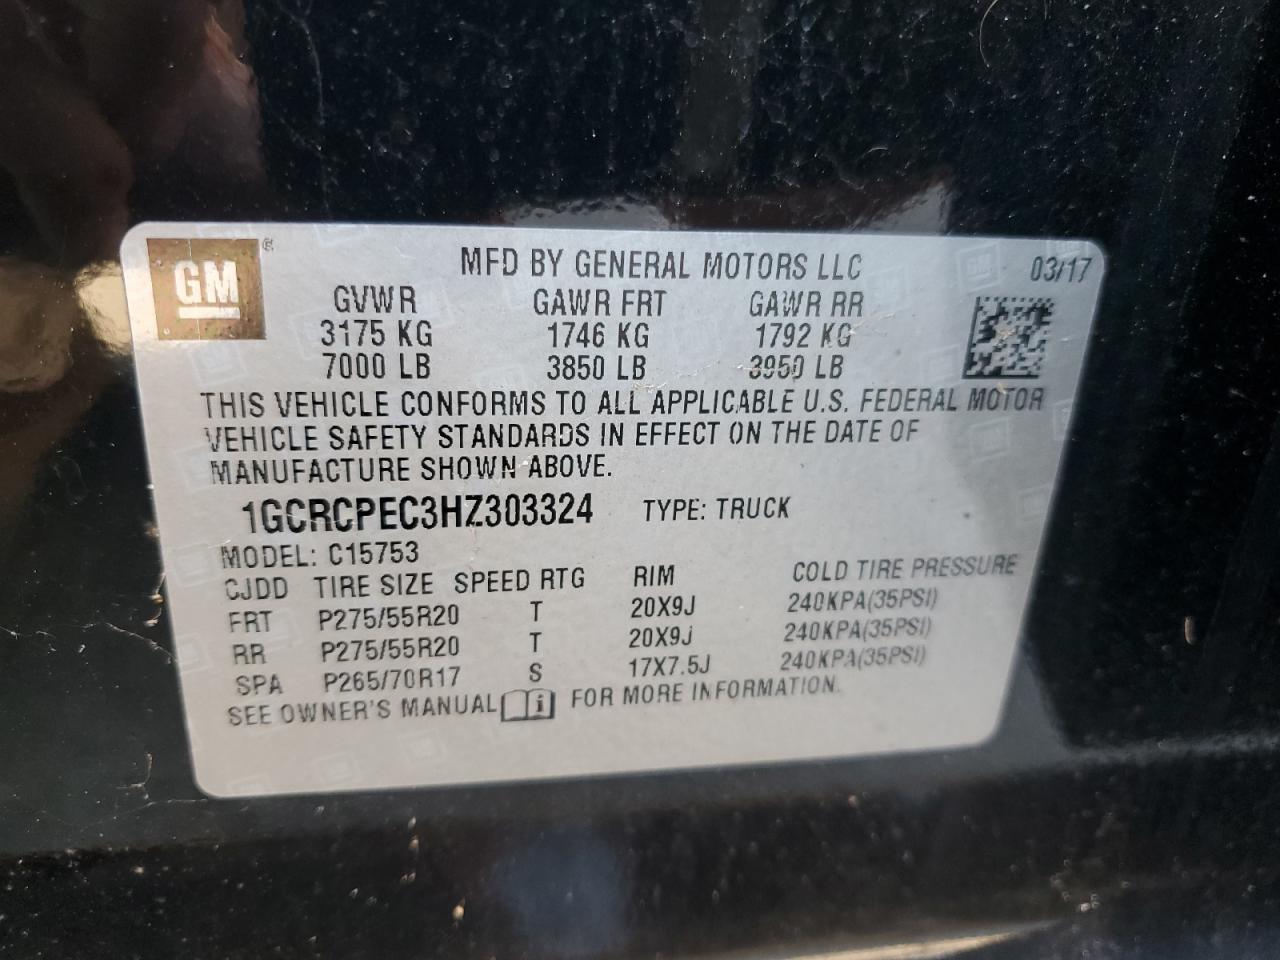 GM ®
MFD BY GENERAL MOTORS LLC 03/17
GVWR GAWR FRT GAWR RR
3175 KG 1746 KG 1792 KG
7000 LB 3850 LB 3950 LB
THIS VEHICLE CONFORMS TO ALL APPLICABLE U.S. FEDERAL MOTOR
VEHICLE SAFETY STANDARDS IN EFFECT ON THE DATE OF
MANUFACTURE SHOWN ABOVE.
1GCRCPEC3HZ303324 TYPE: TRUCK
MODEL: C15753
CJDD TIRE SIZE SPEED RTG RIM COLD TIRE PRESSURE
FRT P275/55R20 T 20X9J 240KPA(35PSI)
RR P275/55R20 T 20X9J 240KPA(35PSI)
SPA P265/70R17 S 17X7.5J 240KPA(35PSI)
SEE OWNER'S MANUAL i FOR MORE INFORMATION.